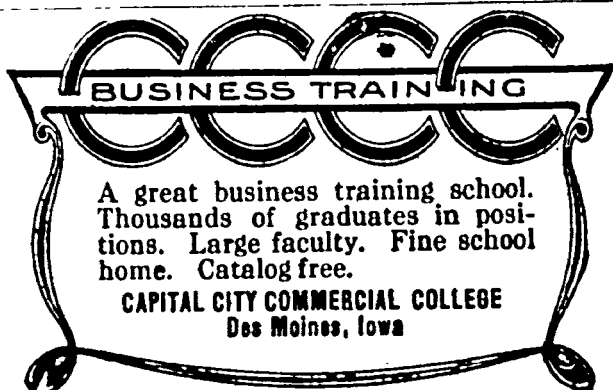 CCCC
BUSINESS TRAINING
A great business training school.
Thousands of graduates in posi-
tions. Large faculty. Fine school
home. Catalog free.
CAPITAL CITY COMMERCIAL COLLEGE
Des Moines, Iowa